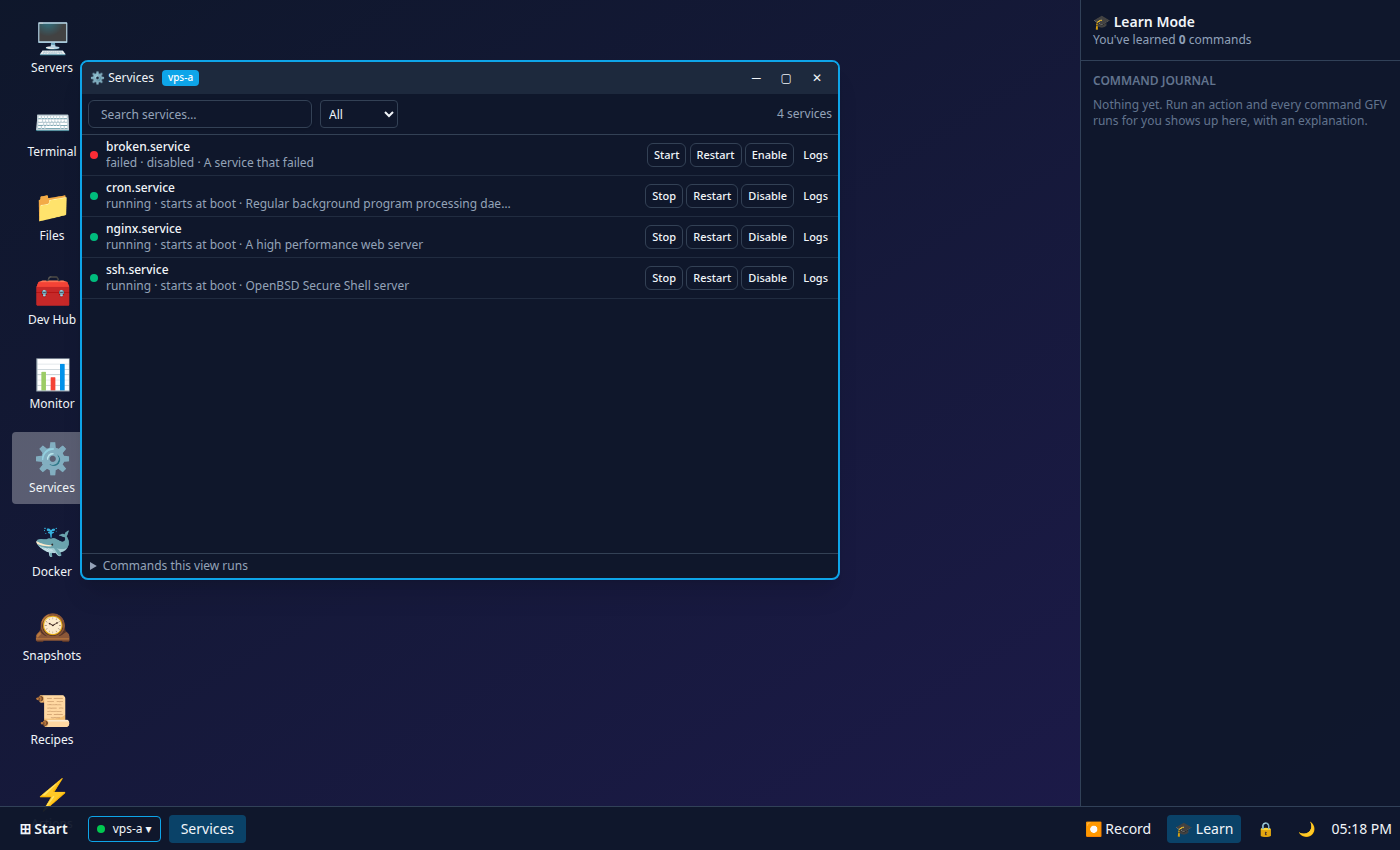 Servers
Terminal
Files
Dev Hub
Monitor
Services
Docker
Snapshots
Recipes
Services vps-a
Search services... All 4 services
broken.service
failed · disabled · A service that failed
Start Restart Enable Logs
cron.service
running · starts at boot · Regular background program processing dae...
Stop Restart Disable Logs
nginx.service
running · starts at boot · A high performance web server
Stop Restart Disable Logs
ssh.service
running · starts at boot · OpenBSD Secure Shell server
Stop Restart Disable Logs
Commands this view runs
Learn Mode
You've learned 0 commands
COMMAND JOURNAL
Nothing yet. Run an action and every command GFV
runs for you shows up here, with an explanation.
Start vps-a ▾ Services Record Learn 05:18 PM